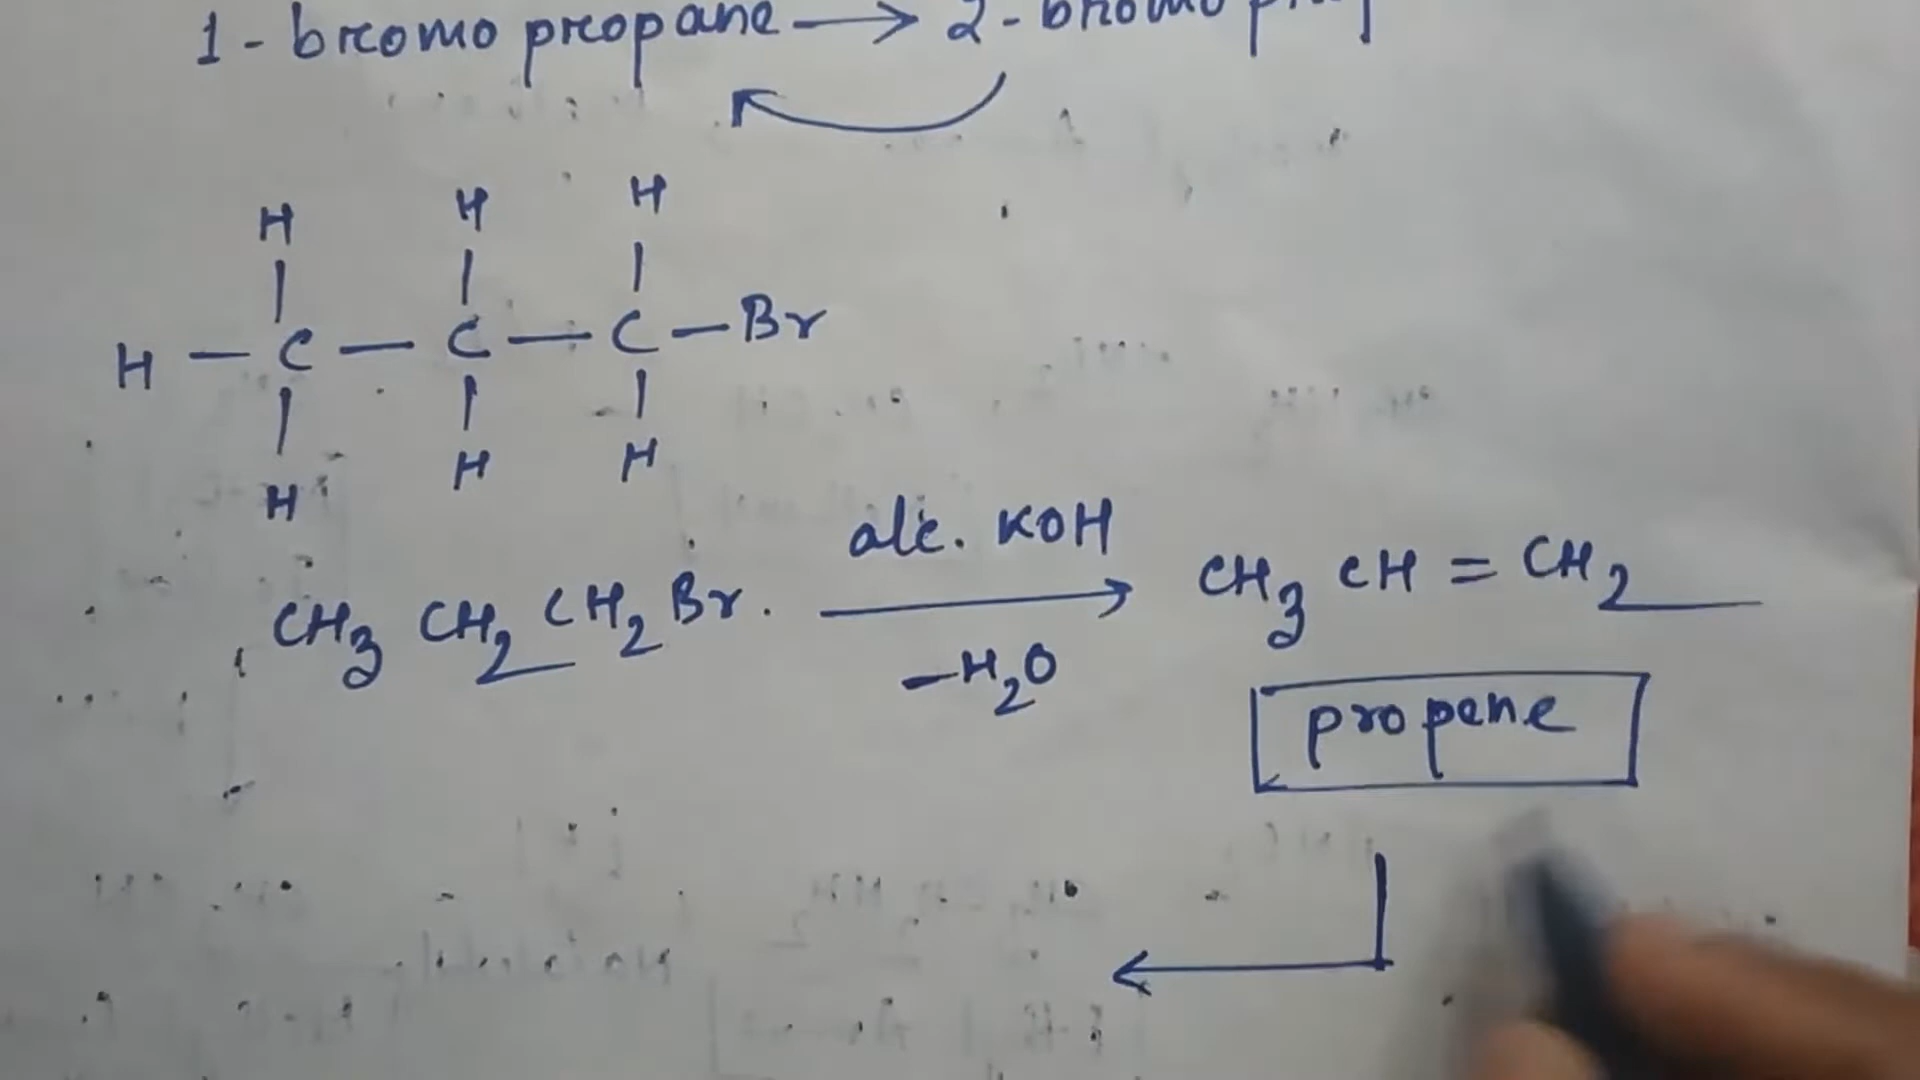 1 - bromo propane → 2 - bromo
H H H
H - C - C - C - Br
H H H
alc. KOH
CH3 CH2 CH2 Br. → CH3 CH = CH2
-H2O
propene